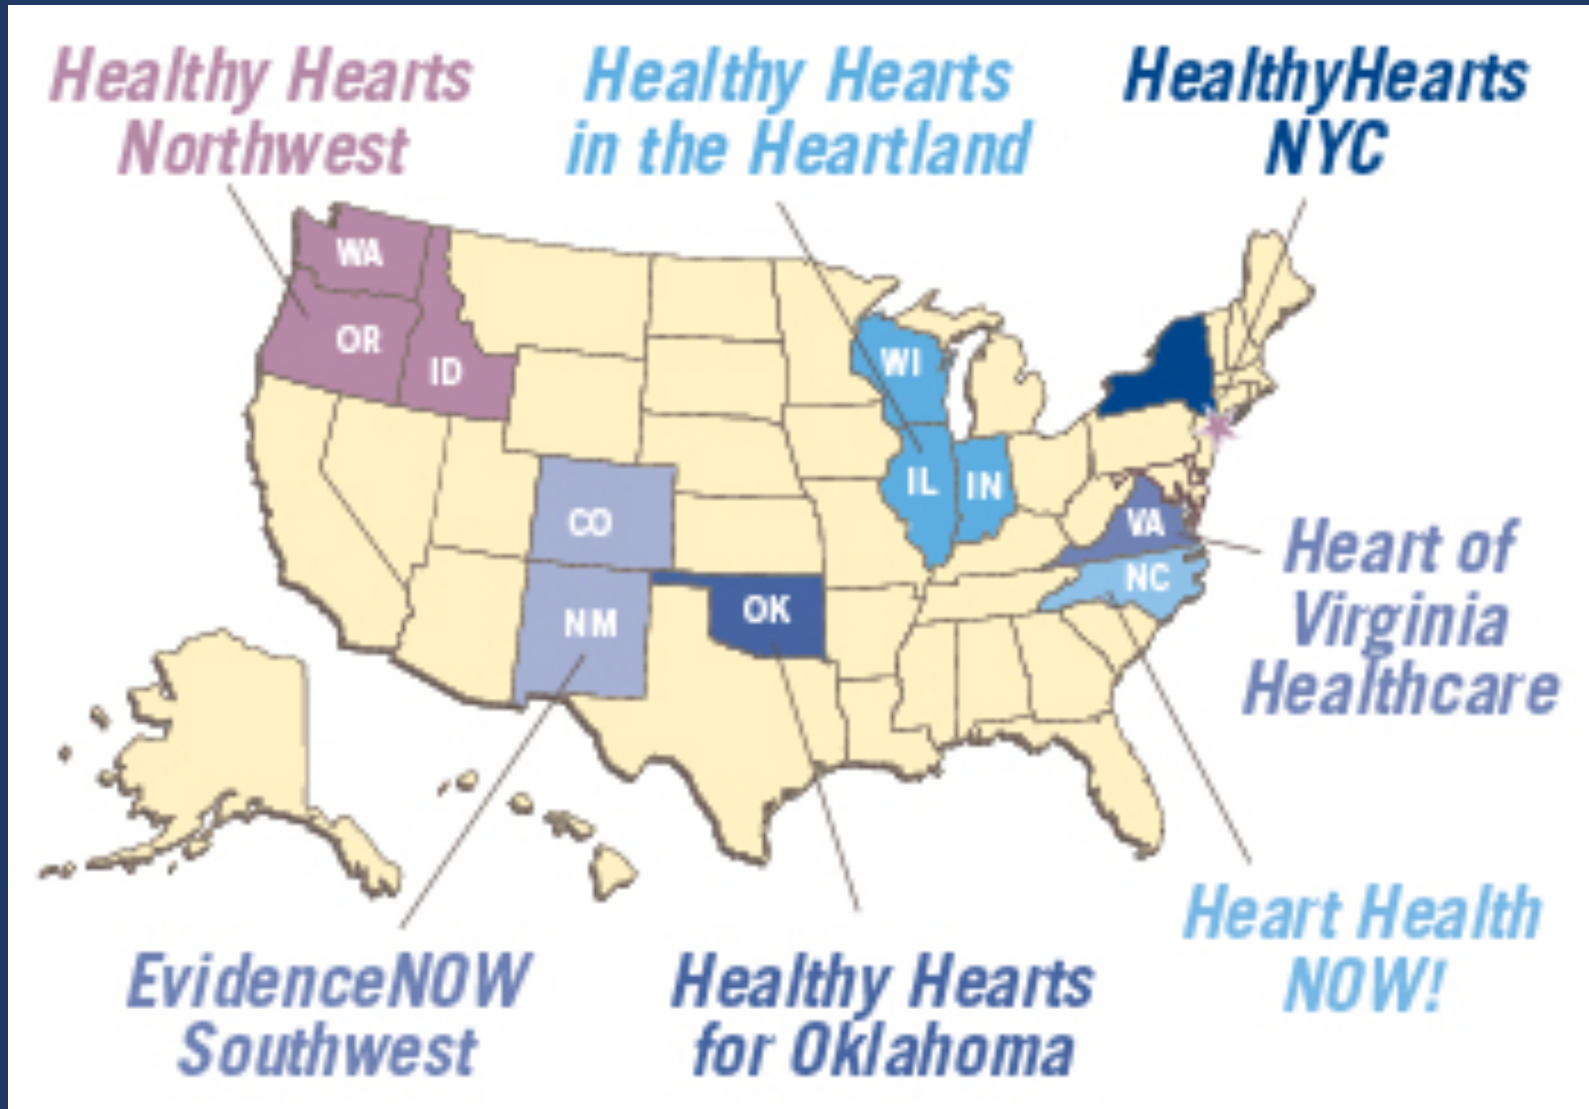 Healthy Hearts
Northwest
Healthy Hearts
in the Heartland
HealthyHearts
NYC
WA
OR
ID
WI
IL
IN
CO
NM
OK
VA
NC
Heart of
Virginia
Healthcare
Heart Health
NOW!
EvidenceNOW
Southwest
Healthy Hearts
for Oklahoma